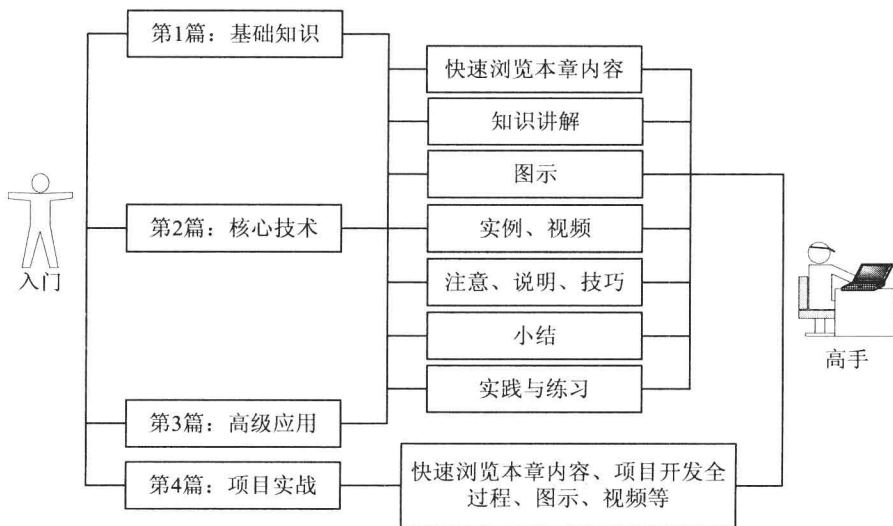 第1篇：基础知识
快速浏览本章内容
知识讲解
图示
第2篇：核心技术
实例、视频
入门
注意、说明、技巧
小结
高手
实践与练习
第3篇：高级应用
第4篇：项目实战
快速浏览本章内容、项目开发全
过程、图示、视频等